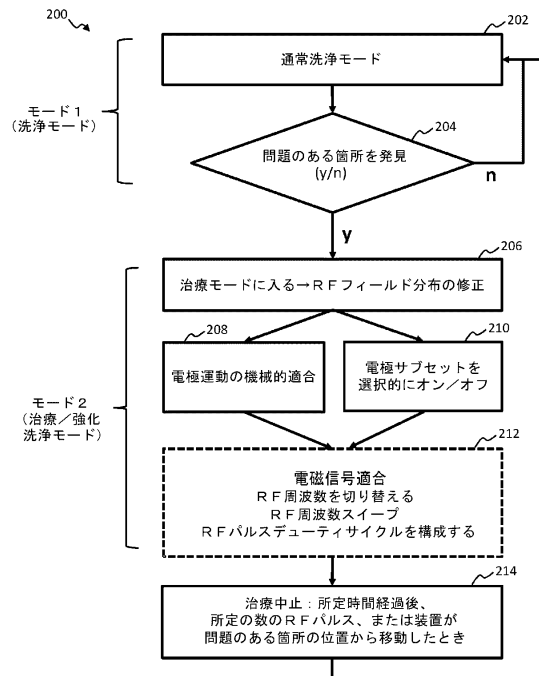 200
202
通常洗浄モード
モード１
（洗浄モード）
204
問題のある箇所を発見
(y/n)
n
y
206
治療モードに入る→ＲＦフィールド分布の修正
208
電極運動の機械的適合
210
電極サブセットを
選択的にオン／オフ
モード２
（治療／強化
洗浄モード）
212
電磁信号適合
ＲＦ周波数を切り替える
ＲＦ周波数スイープ
ＲＦパルスデューティサイクルを構成する
214
治療中止：所定時間経過後、
所定の数のＲＦパルス、または装置が
問題のある箇所の位置から移動したとき